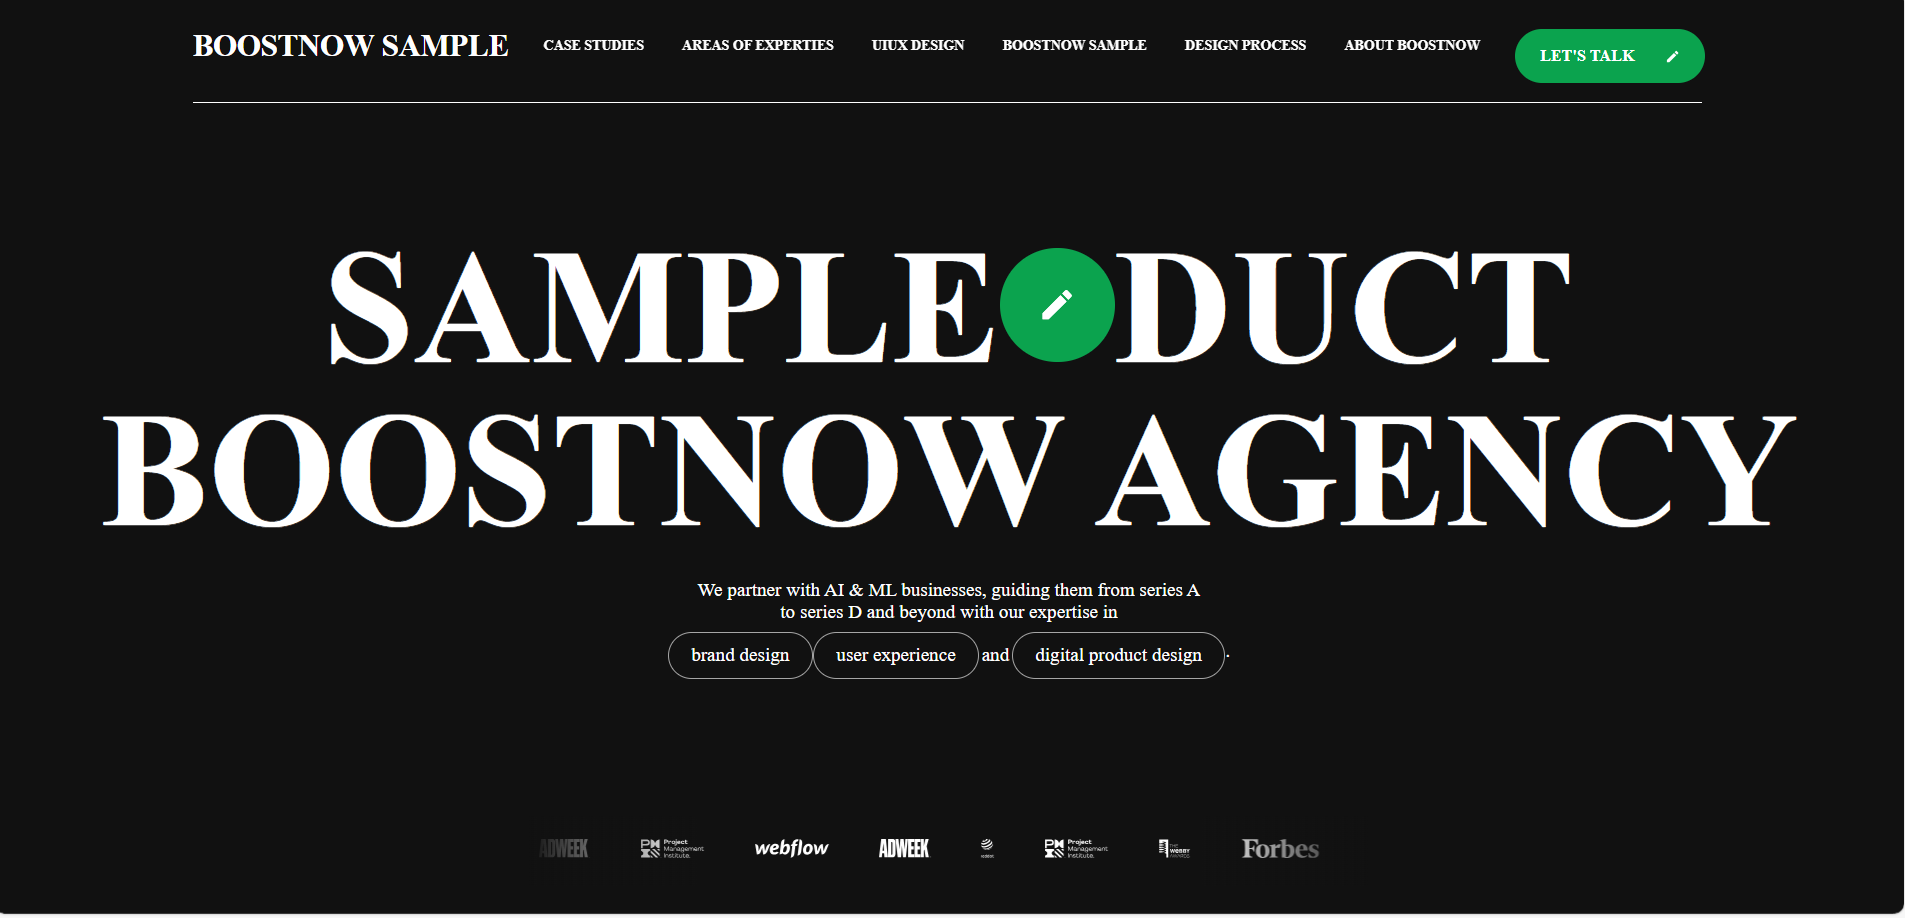 BOOSTNOW SAMPLE
CASE STUDIES
AREAS OF EXPERTIES
UIUX DESIGN
BOOSTNOW SAMPLE
DESIGN PROCESS
ABOUT BOOSTNOW
LET'S TALK
SAMPLE DUCT
BOOSTNOW AGENCY
We partner with AI & ML businesses, guiding them from series A
to series D and beyond with our expertise in
brand design user experience and digital product design .
ADWEEK
Project
Management
Institute.
webflow
ADWEEK
Project
Management
Institute.
THE
WEBBY
AWARDS
Forbes